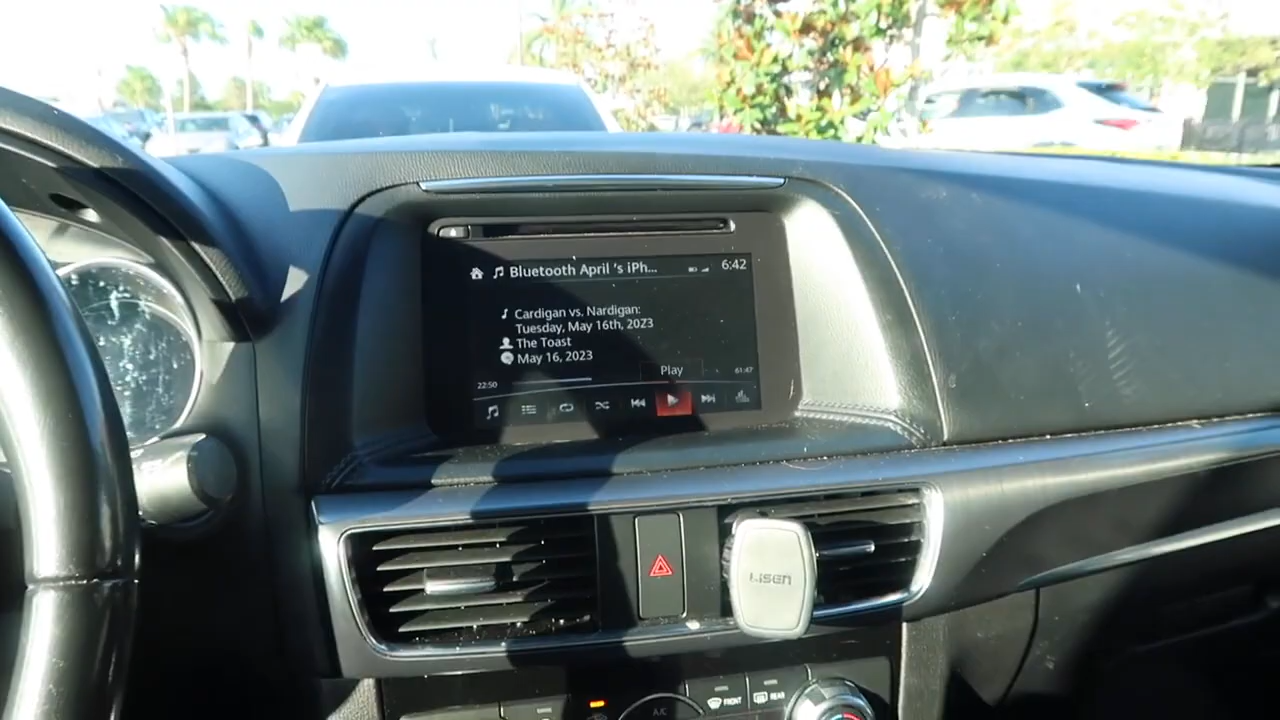 Bluetooth April 's iPh...
6:42
Cardigan vs. Nardigan:
Tuesday, May 16th, 2023
The Toast
May 16, 2023
Play
22:50
61:47
LISEN
FRONT
REAR
A/C